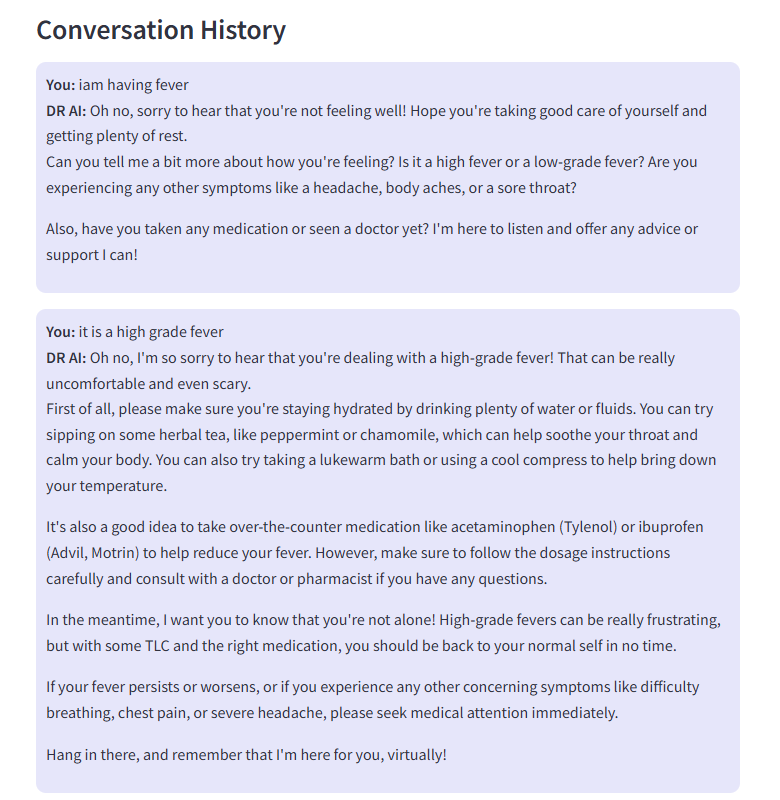 Conversation History
You: iam having fever
DR AI: Oh no, sorry to hear that you're not feeling well! Hope you're taking good care of yourself and
getting plenty of rest.
Can you tell me a bit more about how you're feeling? Is it a high fever or a low-grade fever? Are you
experiencing any other symptoms like a headache, body aches, or a sore throat?
Also, have you taken any medication or seen a doctor yet? I'm here to listen and offer any advice or
support I can!
You: it is a high grade fever
DR AI: Oh no, I'm so sorry to hear that you're dealing with a high-grade fever! That can be really
uncomfortable and even scary.
First of all, please make sure you're staying hydrated by drinking plenty of water or fluids. You can try
sipping on some herbal tea, like peppermint or chamomile, which can help soothe your throat and
calm your body. You can also try taking a lukewarm bath or using a cool compress to help bring down
your temperature.
It's also a good idea to take over-the-counter medication like acetaminophen (Tylenol) or ibuprofen
(Advil, Motrin) to help reduce your fever. However, make sure to follow the dosage instructions
carefully and consult with a doctor or pharmacist if you have any questions.
In the meantime, I want you to know that you're not alone! High-grade fevers can be really frustrating,
but with some TLC and the right medication, you should be back to your normal self in no time.
If your fever persists or worsens, or if you experience any other concerning symptoms like difficulty
breathing, chest pain, or severe headache, please seek medical attention immediately.
Hang in there, and remember that I'm here for you, virtually!